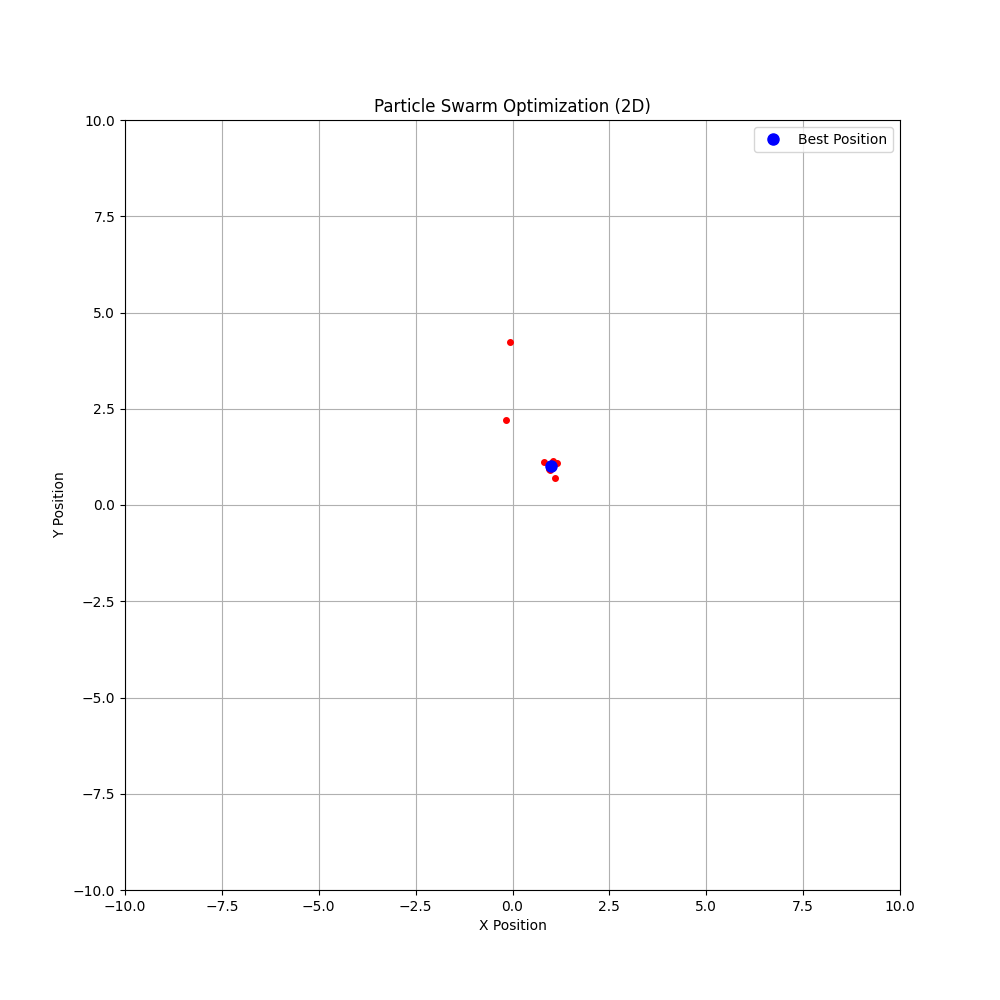 Particle Swarm Optimization (2D)
Best Position
10.0
7.5
5.0
2.5
0.0
−2.5
−5.0
−7.5
−10.0
Y Position
−10.0 −7.5 −5.0 −2.5 0.0 2.5 5.0 7.5 10.0
X Position